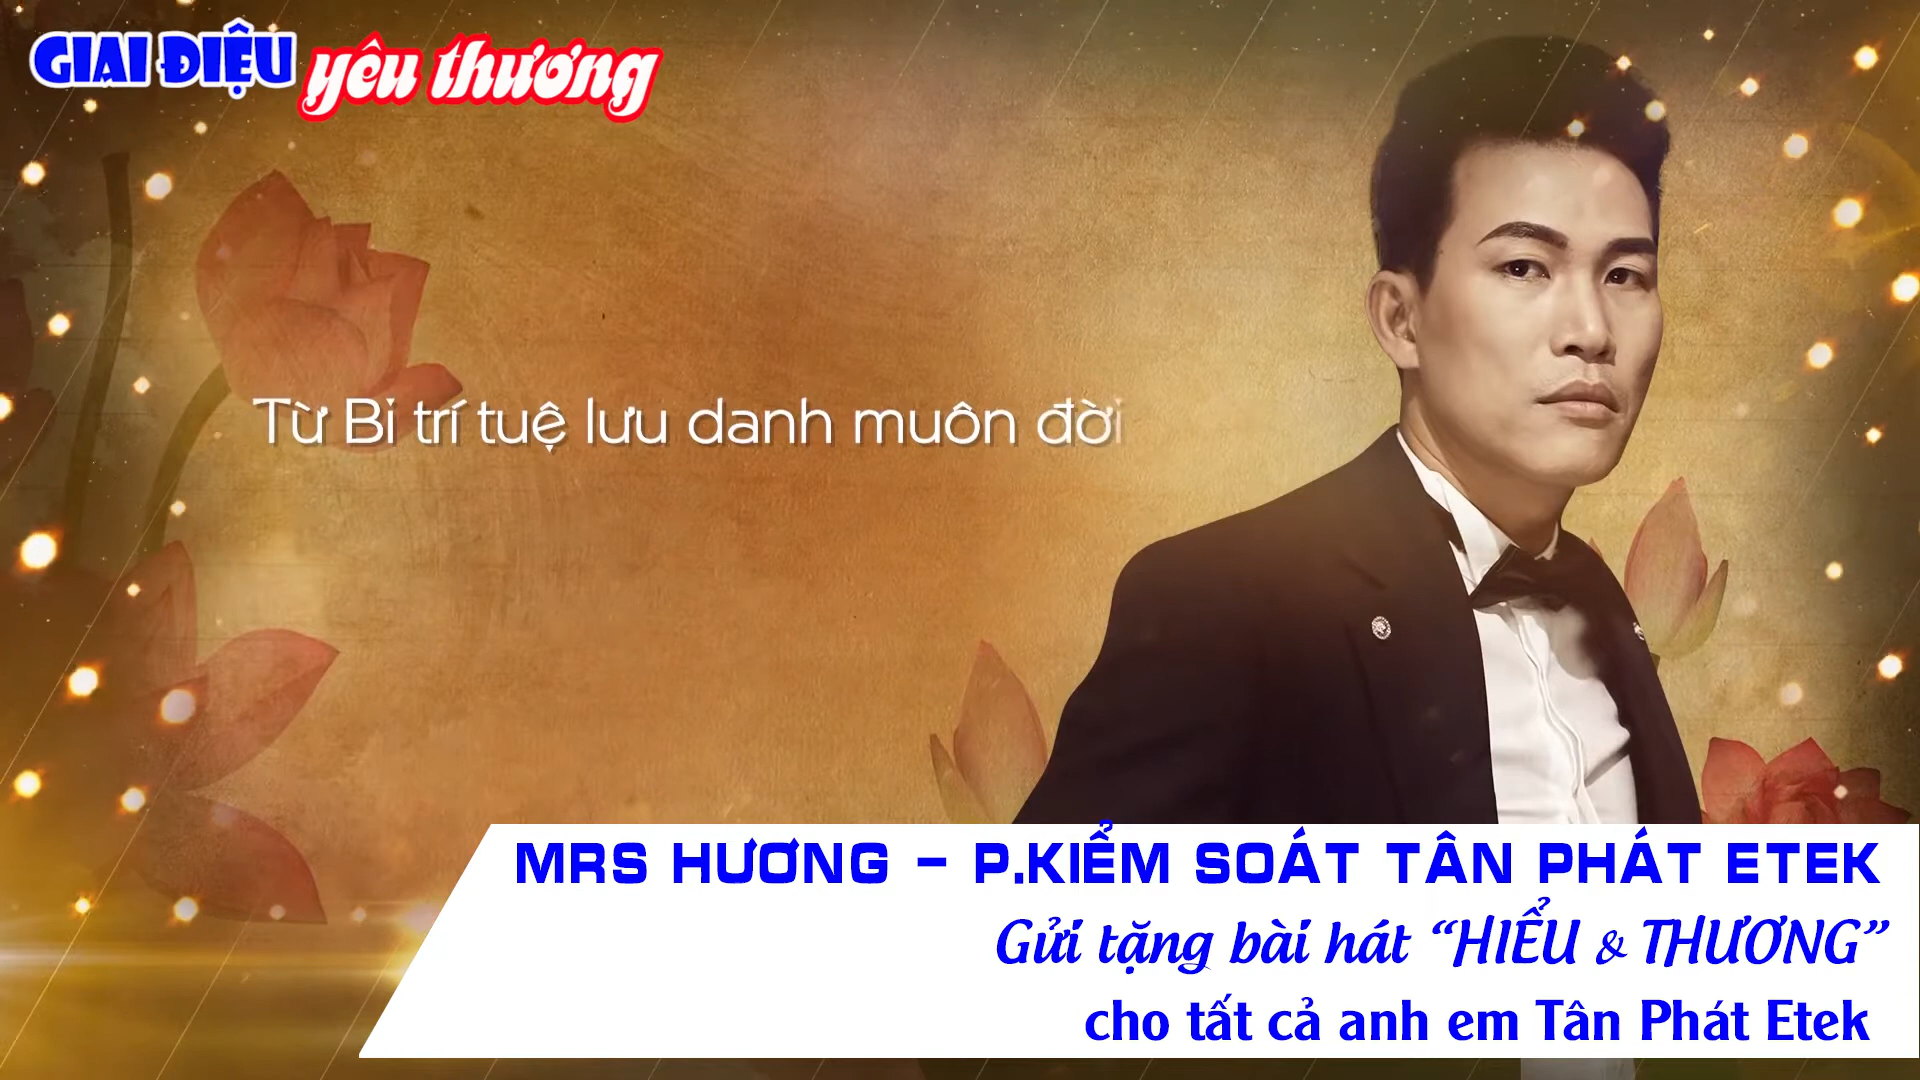 GIAI ĐIỆU yêu thương
Từ Bi trí tuệ lưu danh muôn đời
MRS HƯƠNG – P.KIỂM SOÁT TÂN PHÁT ETEK
Gửi tặng bài hát “HIỂU & THƯƠNG”
cho tất cả anh em Tân Phát Etek